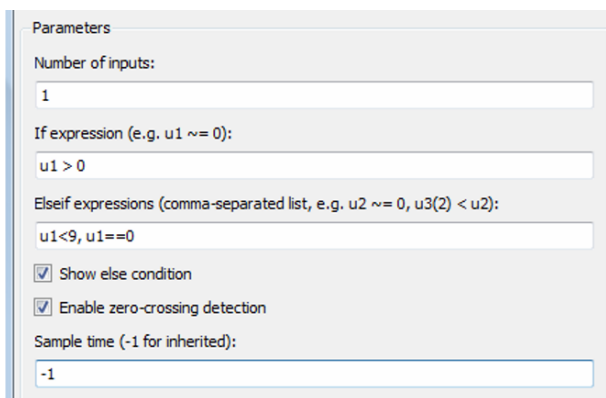 Parameters
Number of inputs:
1
If expression (e.g. u1 ~= 0):
u1 > 0
Elseif expressions (comma-separated list, e.g. u2 ~= 0, u3(2) < u2):
u1<9, u1==0
Show else condition
Enable zero-crossing detection
Sample time (-1 for inherited):
-1